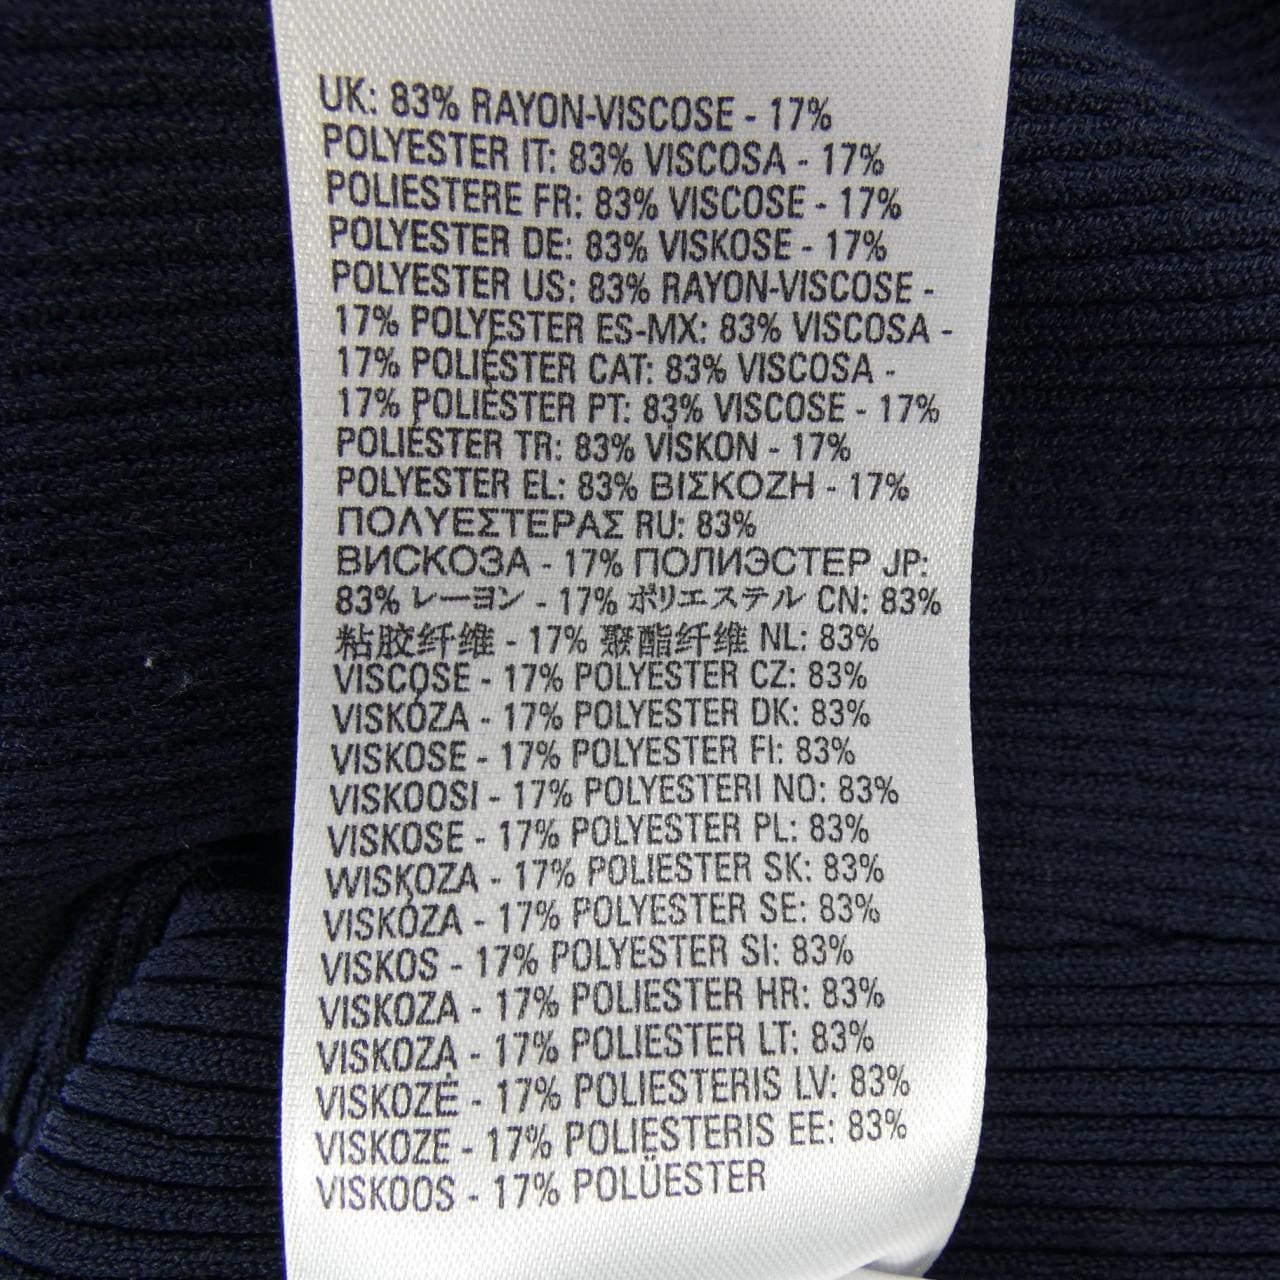 UK: 83% RAYON-VISCOSE - 17%
POLYESTER IT: 83% VISCOSA - 17%
POLIESTERE FR: 83% VISCOSE - 17%
POLYESTER DE: 83% VISKOSE - 17%
POLYESTER US: 83% RAYON-VISCOSE -
17% POLYESTER ES-MX: 83% VISCOSA -
17% POLIÉSTER CAT: 83% VISCOSA -
17% POLIÉSTER PT: 83% VISCOSE - 17%
POLIÉSTER TR: 83% VİSKON - 17%
POLYESTER EL: 83% ΒΙΣΚΟΖΗ - 17%
ΠΟΛΥΕΣΤΕΡΑΣ RU: 83%
ВИСКОЗА - 17% ПОЛИЭСТЕР JP:
83% レーヨン - 17% ポリエステル CN: 83%
粘胶纤维 - 17% 聚酯纤维 NL: 83%
VISCOSE - 17% POLYESTER CZ: 83%
VISKÓZA - 17% POLYESTER DK: 83%
VISKOSE - 17% POLYESTER FI: 83%
VISKOOSI - 17% POLYESTERI NO: 83%
VISKOSE - 17% POLYESTER PL: 83%
WISKOZA - 17% POLIESTER SK: 83%
VISKÓZA - 17% POLYESTER SE: 83%
VISKOS - 17% POLYESTER SI: 83%
VISKOZA - 17% POLIESTER HR: 83%
VISKOZA - 17% POLIESTER LT: 83%
VISKOZĖ - 17% POLIESTERIS LV: 83%
VISKOZE - 17% POLIESTERIS EE: 83%
VISKOOS - 17% POLÜESTER